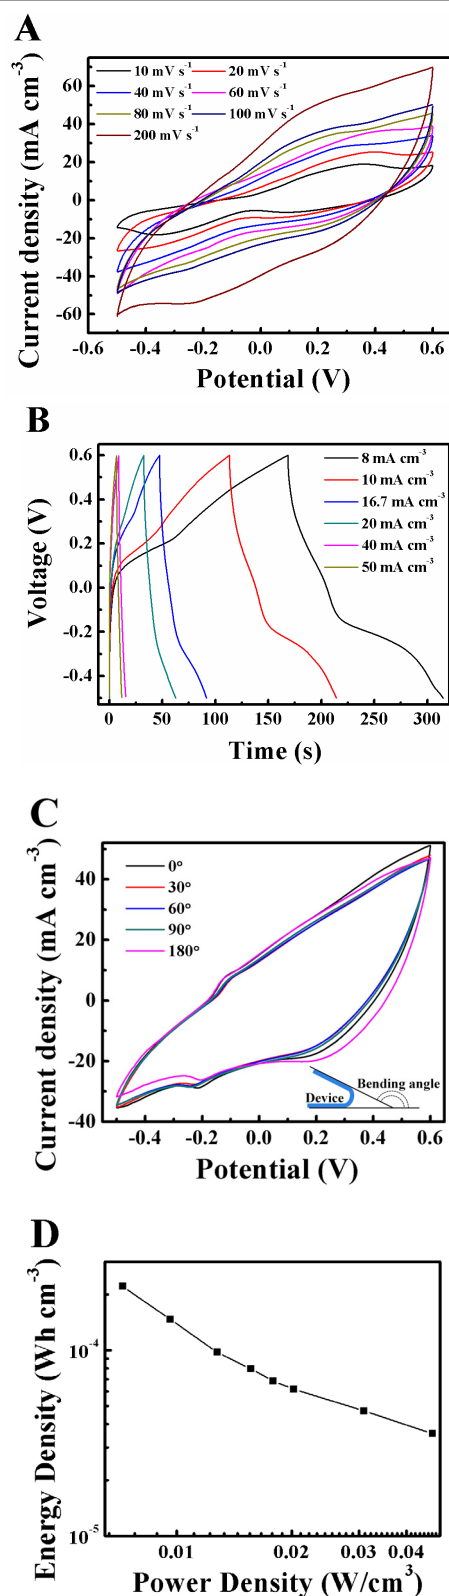 A
10 mV s⁻¹ 20 mV s⁻¹
40 mV s⁻¹ 60 mV s⁻¹
80 mV s⁻¹ 100 mV s⁻¹
200 mV s⁻¹
Current density (mA cm⁻³)
60
40
20
0
-20
-40
-60
-0.6 -0.4 -0.2 0.0 0.2 0.4 0.6
Potential (V)
B
8 mA cm⁻³
10 mA cm⁻³
16.7 mA cm⁻³
20 mA cm⁻³
40 mA cm⁻³
50 mA cm⁻³
Voltage (V)
0.6
0.4
0.2
0.0
-0.2
-0.4
0 50 100 150 200 250 300
Time (s)
C
0°
30°
60°
90°
180°
Current density (mA cm⁻³)
40
20
0
-20
-40
Device
Bending angle
-0.4 -0.2 0.0 0.2 0.4 0.6
Potential (V)
D
Energy Density (Wh cm⁻³)
10⁻⁴
10⁻⁵
0.01 0.02 0.03 0.04
Power Density (W/cm³)